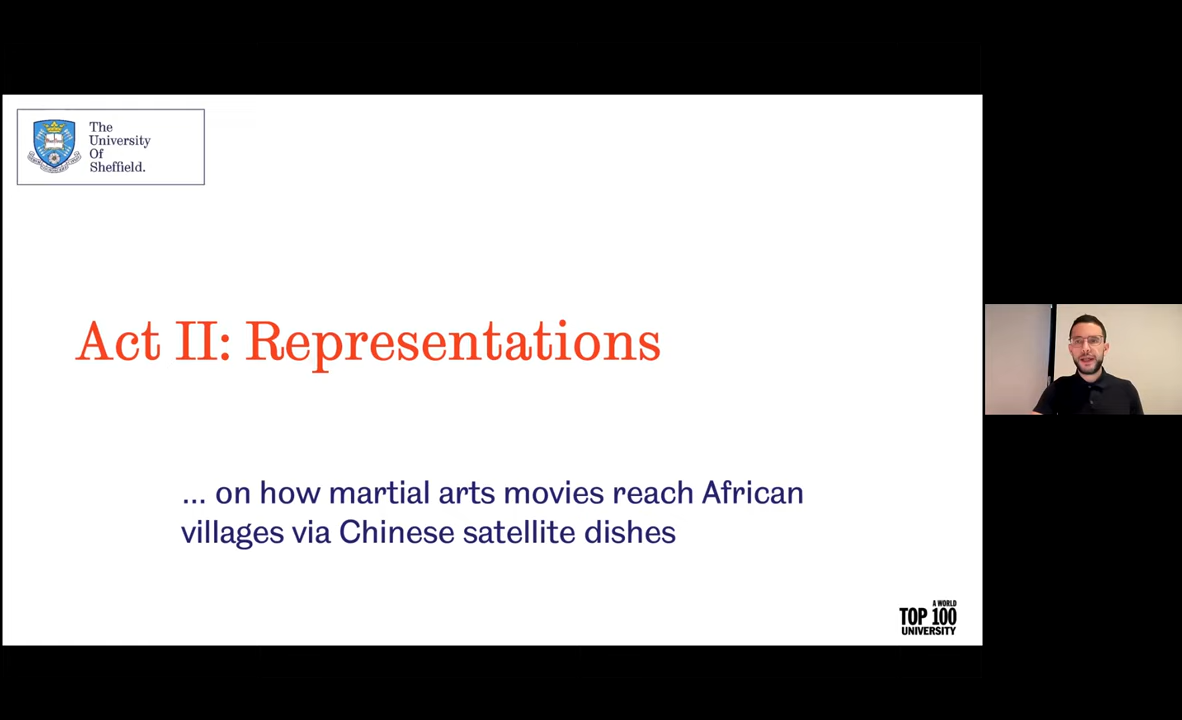 The
University
Of
Sheffield.
Act II: Representations
... on how martial arts movies reach African
villages via Chinese satellite dishes
A WORLD
TOP 100
UNIVERSITY